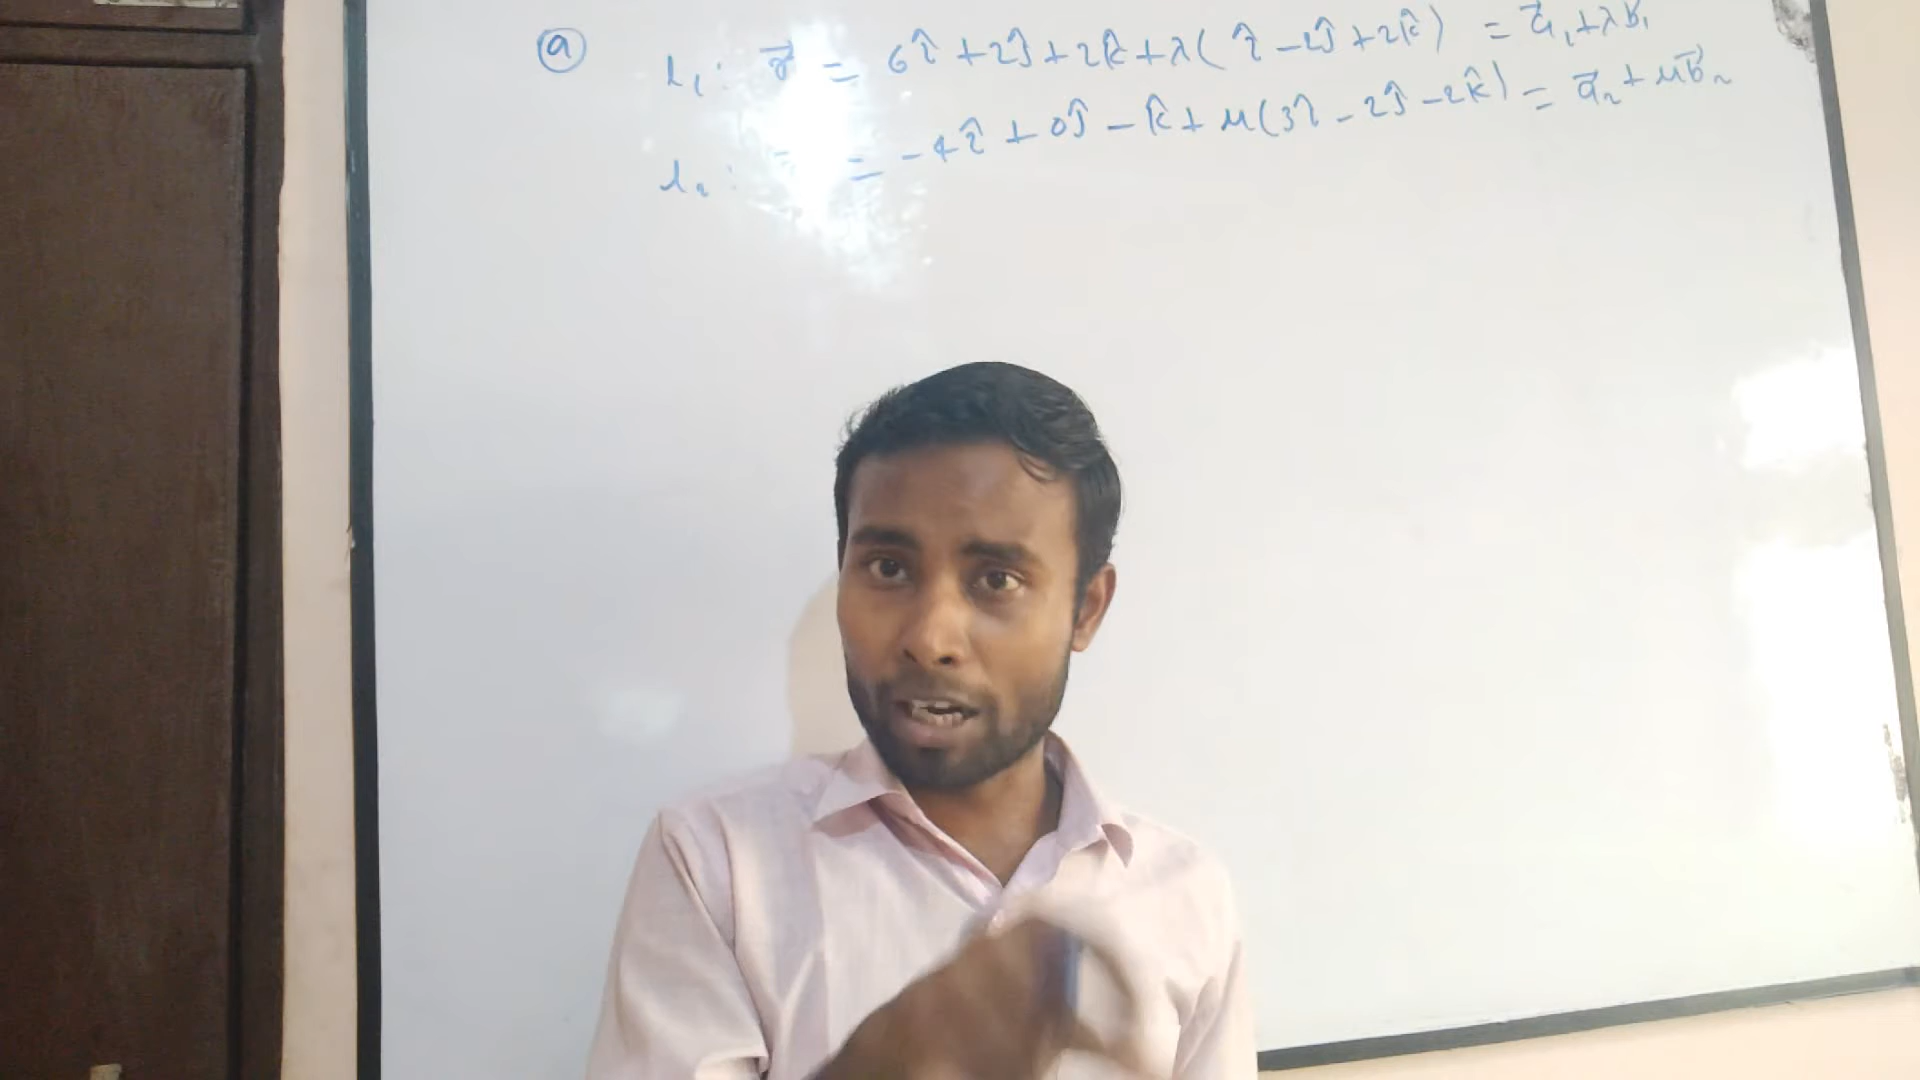 (a) l₁: r⃗ = 6î + 2ĵ + 2k̂ + λ( î - 2ĵ + 2k̂ ) = a⃗₁ + λb⃗₁
l₂: = -4î + 0ĵ - k̂ + μ(3î - 2ĵ - 2k̂) = a⃗₂ + μb⃗₂